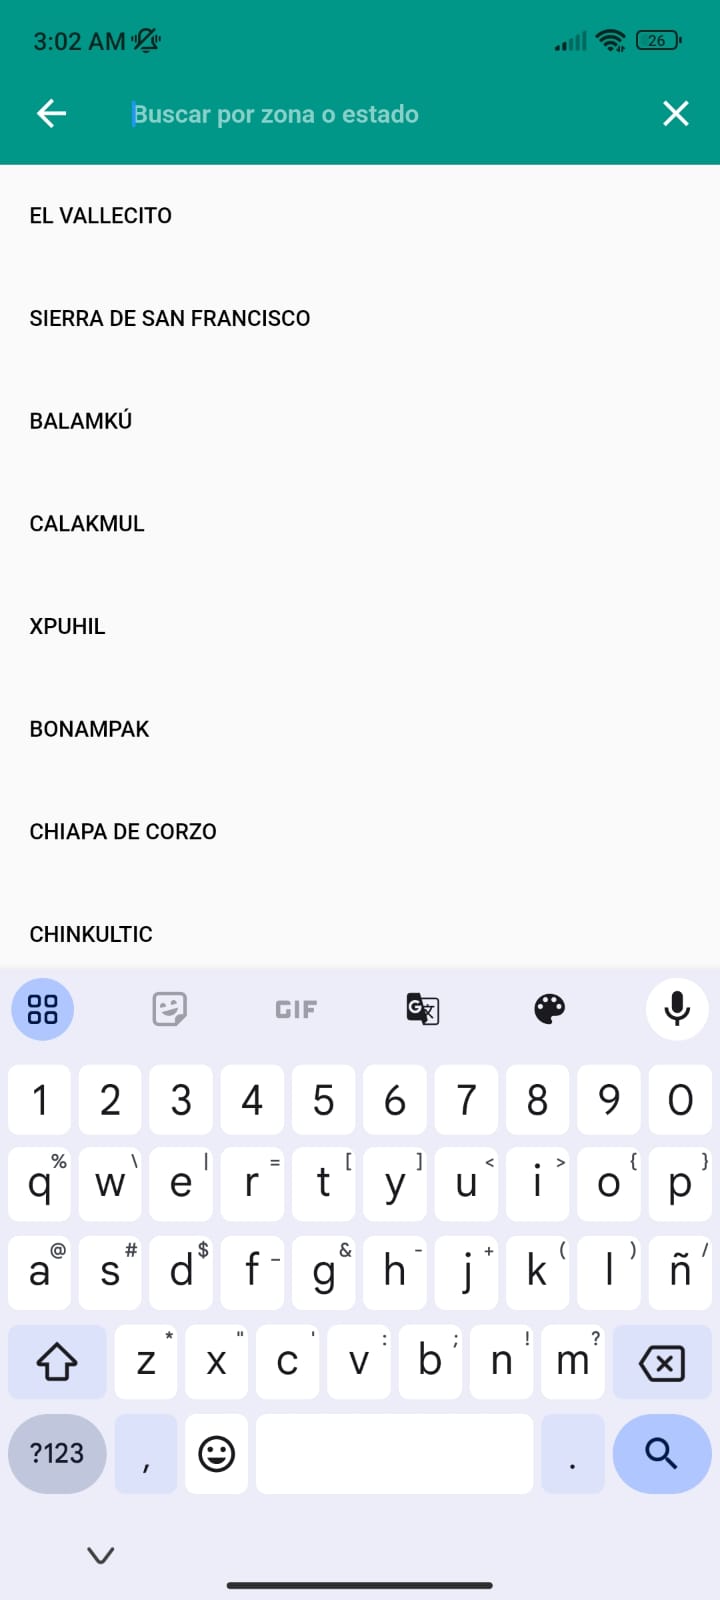 3:02 AM
26
Buscar por zona o estado
EL VALLECITO
SIERRA DE SAN FRANCISCO
BALAMKÚ
CALAKMUL
XPUHIL
BONAMPAK
CHIAPA DE CORZO
CHINKULTIC
GIF
G 文
1 2 3 4 5 6 7 8 9 0
% \ | = [ ] < > { }
q w e r t y u i o p
@ # $ _ & - + ( ) /
a s d f g h j k l ñ
* " ' : ; ! ?
z x c v b n m
?123 , .